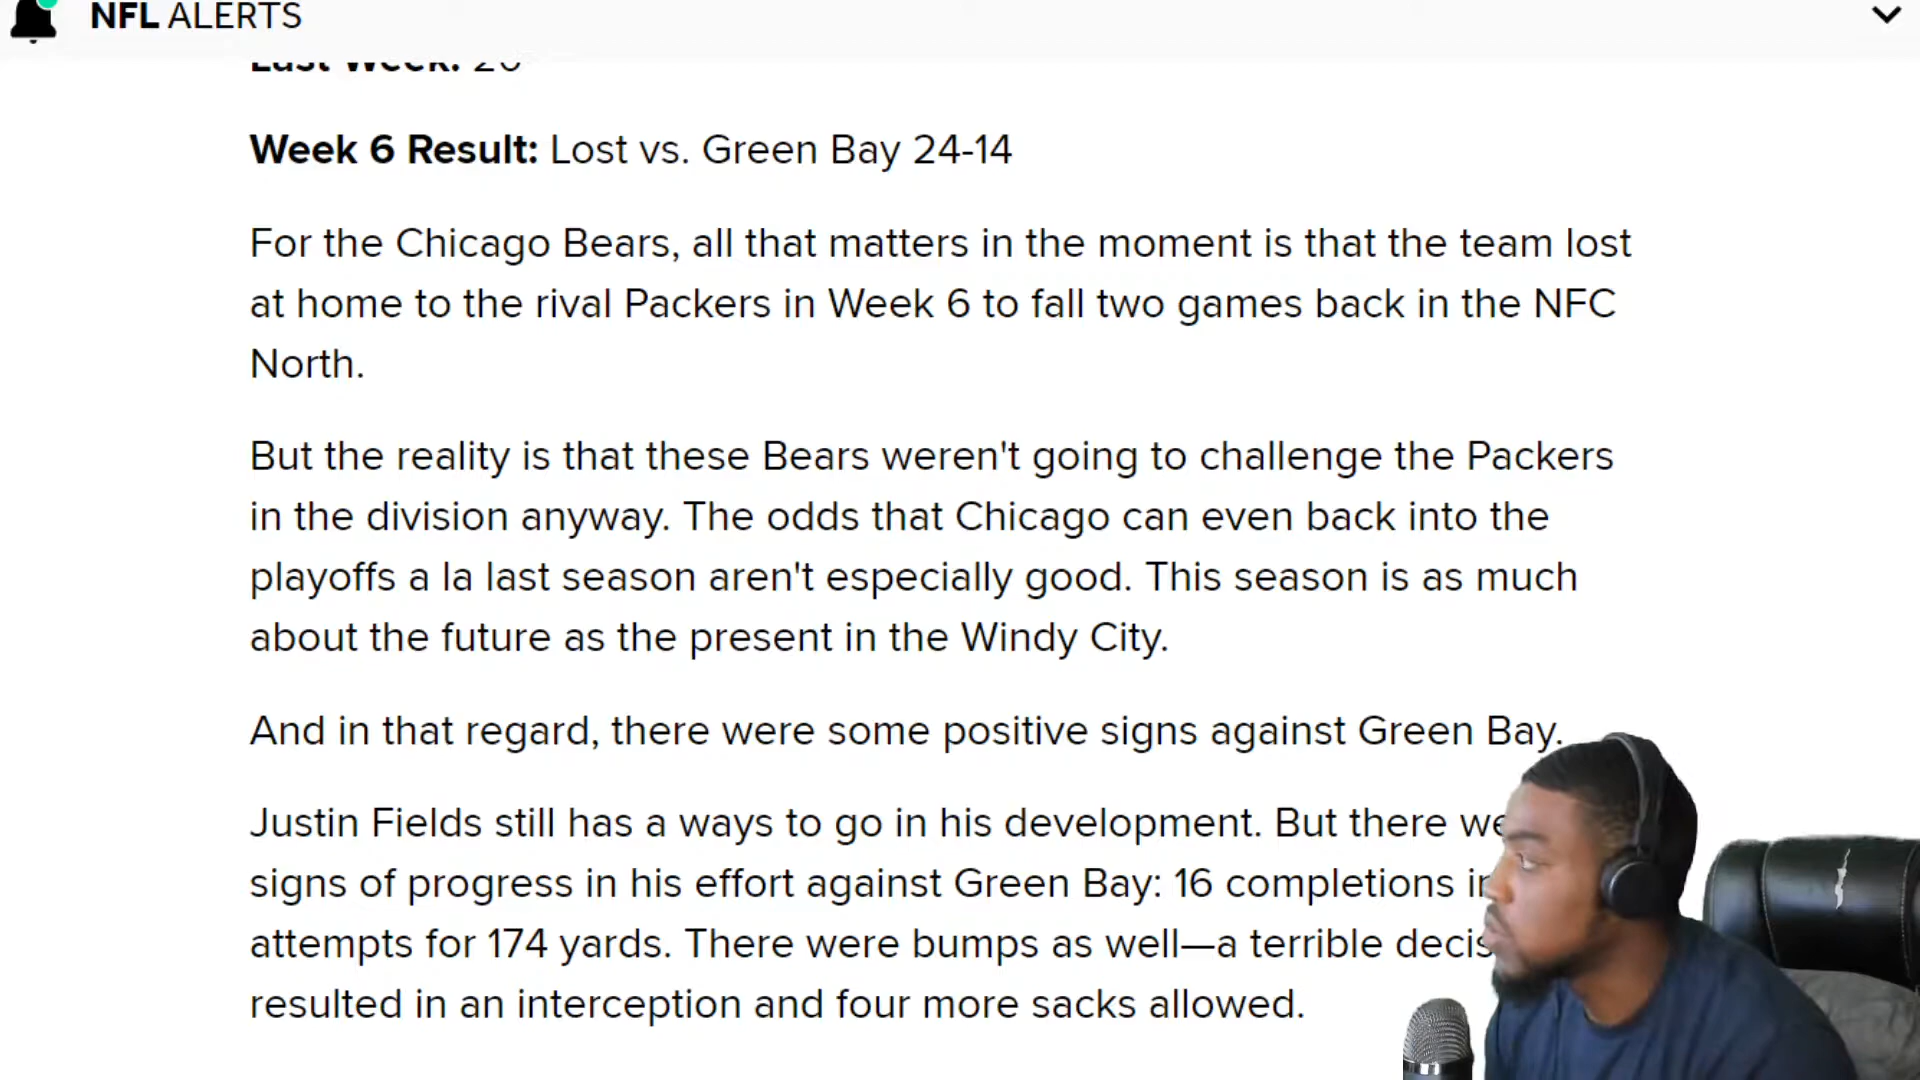 NFL ALERTS
Last Week: 20
Week 6 Result: Lost vs. Green Bay 24-14
For the Chicago Bears, all that matters in the moment is that the team lost
at home to the rival Packers in Week 6 to fall two games back in the NFC
North.
But the reality is that these Bears weren't going to challenge the Packers
in the division anyway. The odds that Chicago can even back into the
playoffs a la last season aren't especially good. This season is as much
about the future as the present in the Windy City.
And in that regard, there were some positive signs against Green Bay.
Justin Fields still has a ways to go in his development. But there
signs of progress in his effort against Green Bay: 16 completions
attempts for 174 yards. There were bumps as well—a terrible
resulted in an interception and four more sacks allowed.